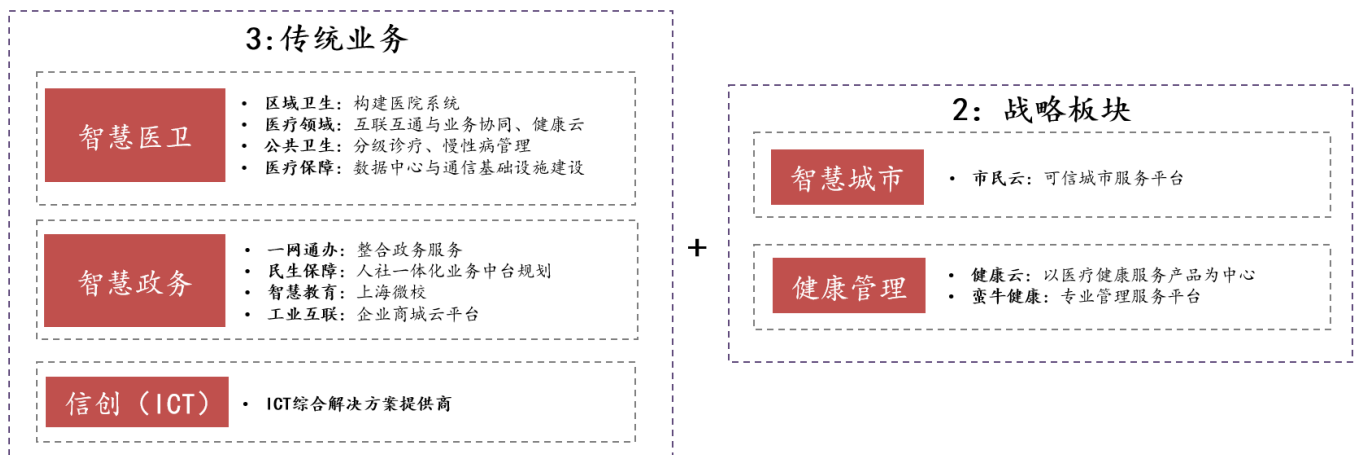 3:传统业务
智慧医卫
• 区域卫生：构建医院系统
• 医疗领域：互联互通与业务协同、健康云
• 公共卫生：分级诊疗、慢性病管理
• 医疗保障：数据中心与通信基础设施建设
智慧政务
• 一网通办：整合政务服务
• 民生保障：人社一体化业务中台规划
• 智慧教育：上海微校
• 工业互联：企业商城云平台
信创（ICT）
• ICT综合解决方案提供商
+
2：战略板块
智慧城市
• 市民云：可信城市服务平台
健康管理
• 健康云：以医疗健康服务产品为中心
• 蛮牛健康：专业管理服务平台